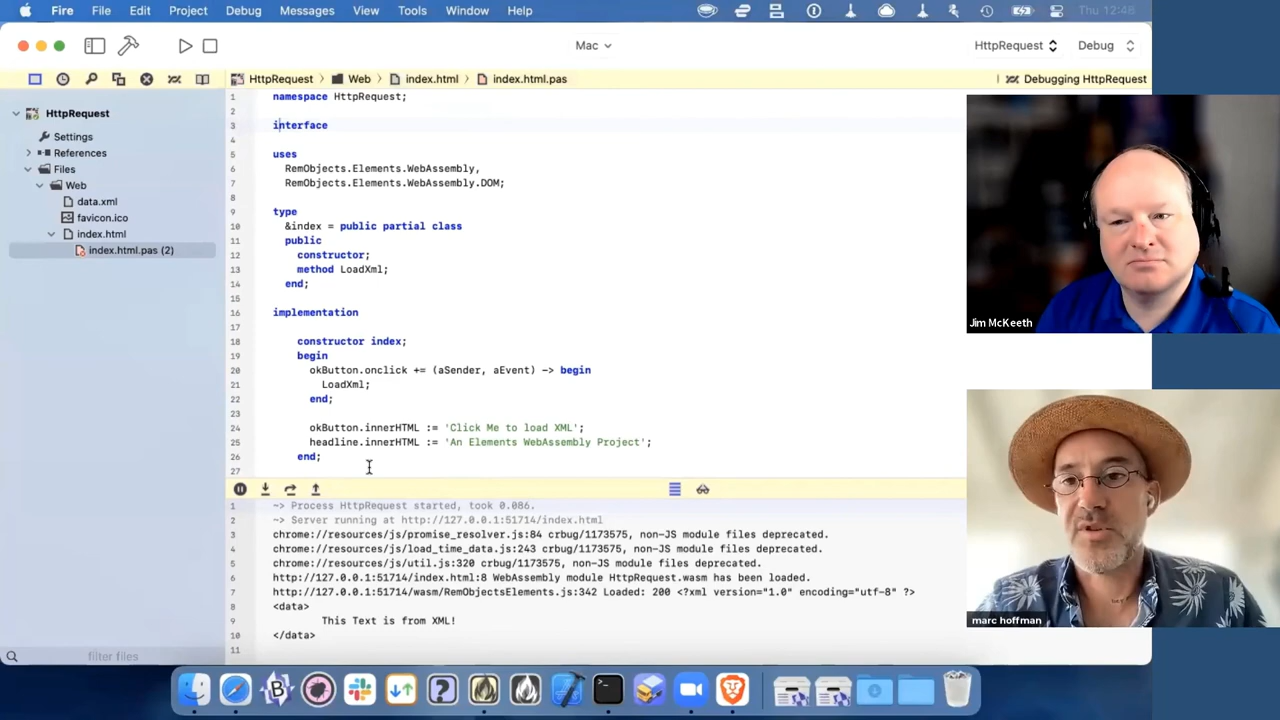 Fire File Edit Project Debug Messages View Tools Window Help
Thu 12:46
Mac
HttpRequest
Debug
HttpRequest
Web
index.html
index.html.pas
Debugging HttpRequest
HttpRequest
Settings
References
Files
Web
data.xml
favicon.ico
index.html
index.html.pas (2)
filter files
1 namespace HttpRequest;
2
3 interface
4
5 uses
6 RemObjects.Elements.WebAssembly,
7 RemObjects.Elements.WebAssembly.DOM;
8
9 type
10 &index = public partial class
11 public
12 constructor;
13 method LoadXml;
14 end;
15
16 implementation
17
18 constructor index;
19 begin
20 okButton.onclick += (aSender, aEvent) -> begin
21 LoadXml;
22 end;
23
24 okButton.innerHTML := 'Click Me to load XML';
25 headline.innerHTML := 'An Elements WebAssembly Project';
26 end;
27
1 ~> Process HttpRequest started, took 0.086.
2 ~> Server running at http://127.0.0.1:51714/index.html
3 chrome://resources/js/promise_resolver.js:84 crbug/1173575, non-JS module files deprecated.
4 chrome://resources/js/load_time_data.js:243 crbug/1173575, non-JS module files deprecated.
5 chrome://resources/js/util.js:320 crbug/1173575, non-JS module files deprecated.
6 http://127.0.0.1:51714/index.html:8 WebAssembly module HttpRequest.wasm has been loaded.
7 http://127.0.0.1:51714/wasm/RemObjectsElements.js:342 Loaded: 200 <?xml version="1.0" encoding="utf-8" ?>
8 <data>
9 This Text is from XML!
10 </data>
11
Jim McKeeth
marc hoffman